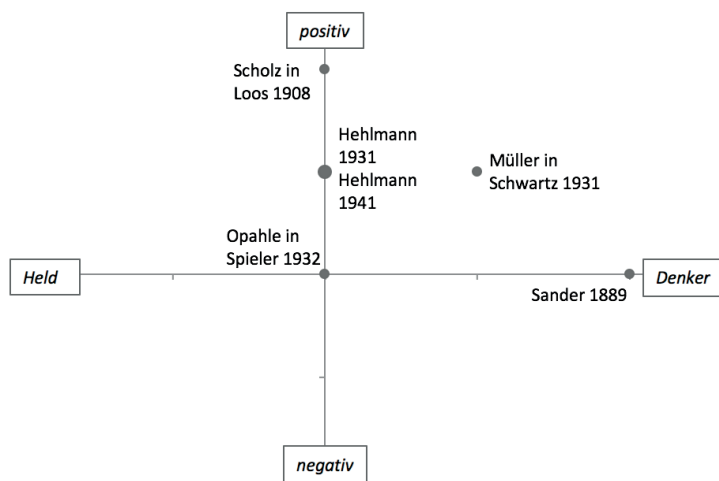 positiv
Scholz in
Loos 1908
Hehlmann
1931
Hehlmann
1941
Müller in
Schwartz 1931
Opahle in
Spieler 1932
Held
Denker
Sander 1889
negativ